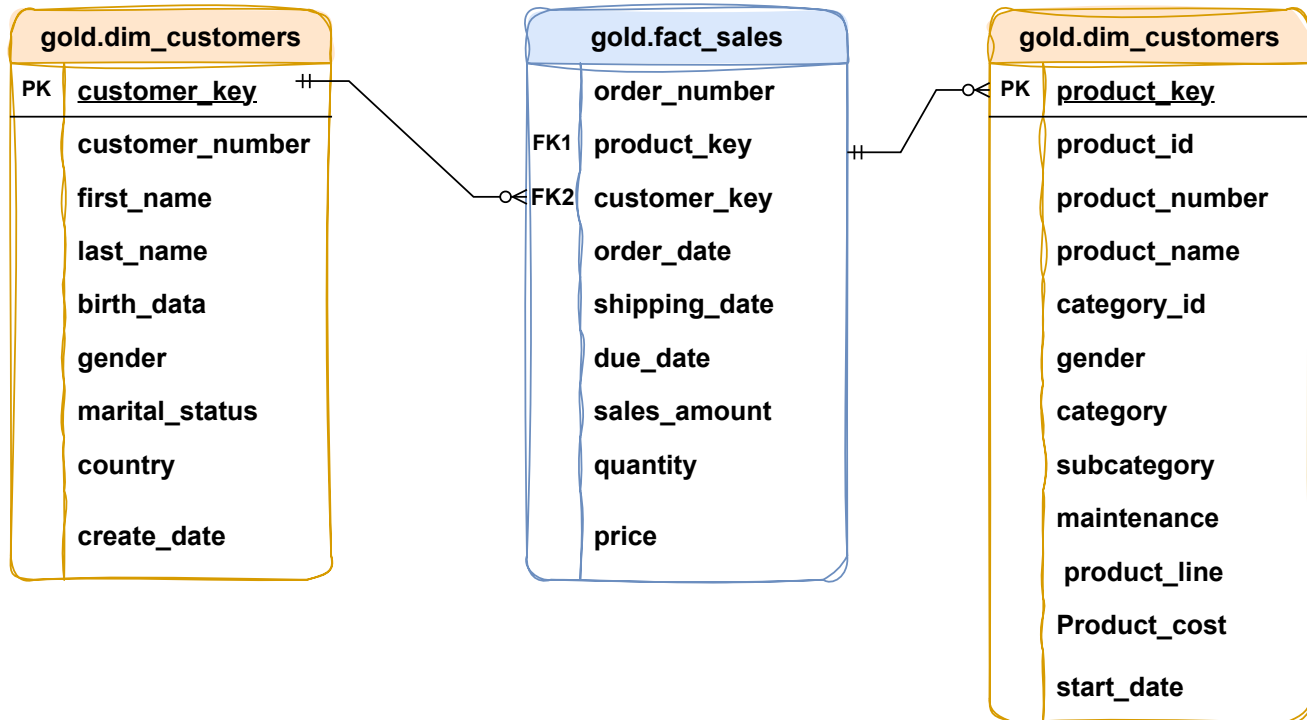 gold.dim_customers
PK customer_key
customer_number
first_name
last_name
birth_data
gender
marital_status
country
create_date
gold.fact_sales
order_number
FK1 product_key
FK2 customer_key
order_date
shipping_date
due_date
sales_amount
quantity
price
gold.dim_customers
PK product_key
product_id
product_number
product_name
category_id
gender
category
subcategory
maintenance
product_line
Product_cost
start_date